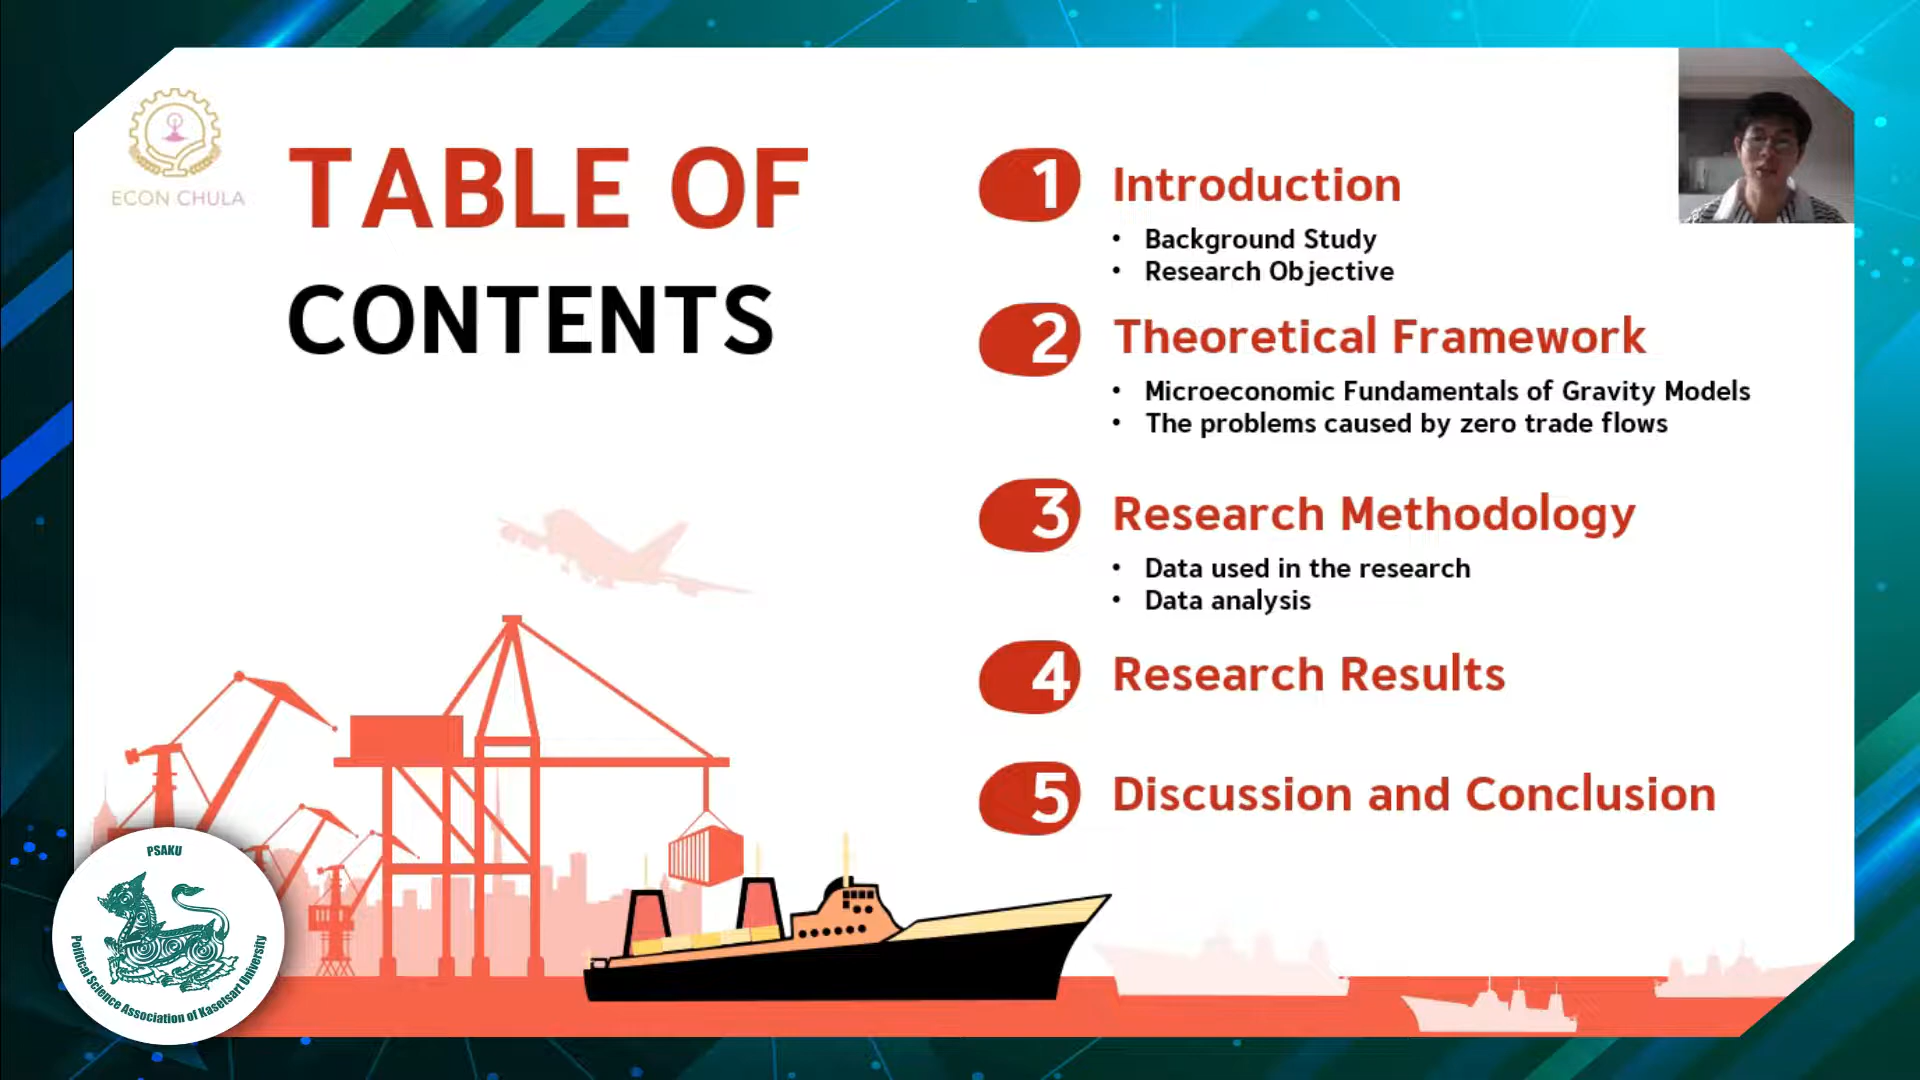 ECON CHULA
TABLE OF
CONTENTS
1 Introduction
• Background Study
• Research Objective
2 Theoretical Framework
• Microeconomic Fundamentals of Gravity Models
• The problems caused by zero trade flows
3 Research Methodology
• Data used in the research
• Data analysis
4 Research Results
5 Discussion and Conclusion
PSAKU
Political Science Association of Kasetsart University